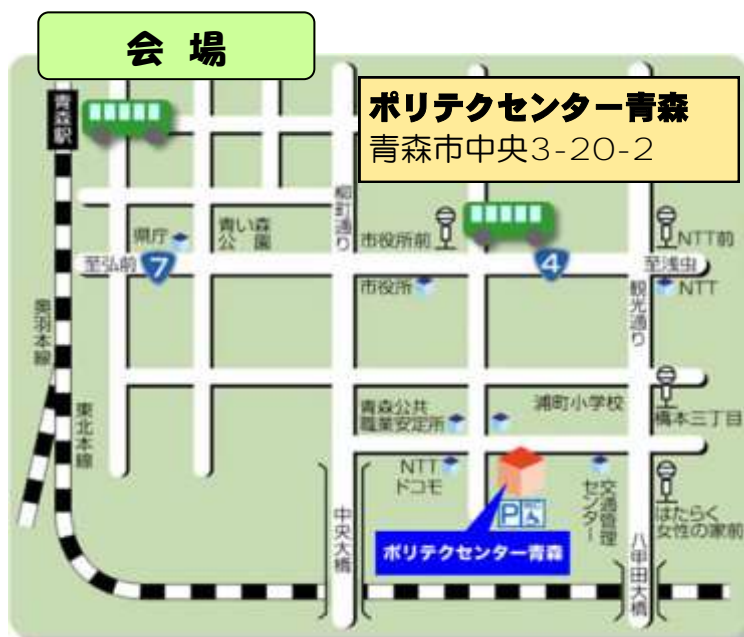 会 場
ポリテクセンター青森
青森市中央3-20-2
青森駅
柳町通り
県庁
青い森
公園
市役所前
NTT前
至弘前
7
4
至浅虫
市役所
NTT
観光通り
奥羽本線
東北本線
青森公共
職業安定所
浦町小学校
橋本三丁目
NTT
ドコモ
交通管理
センター
はたらく
女性の家前
P
中央大橋
ポリテクセンター青森
八甲田大橋